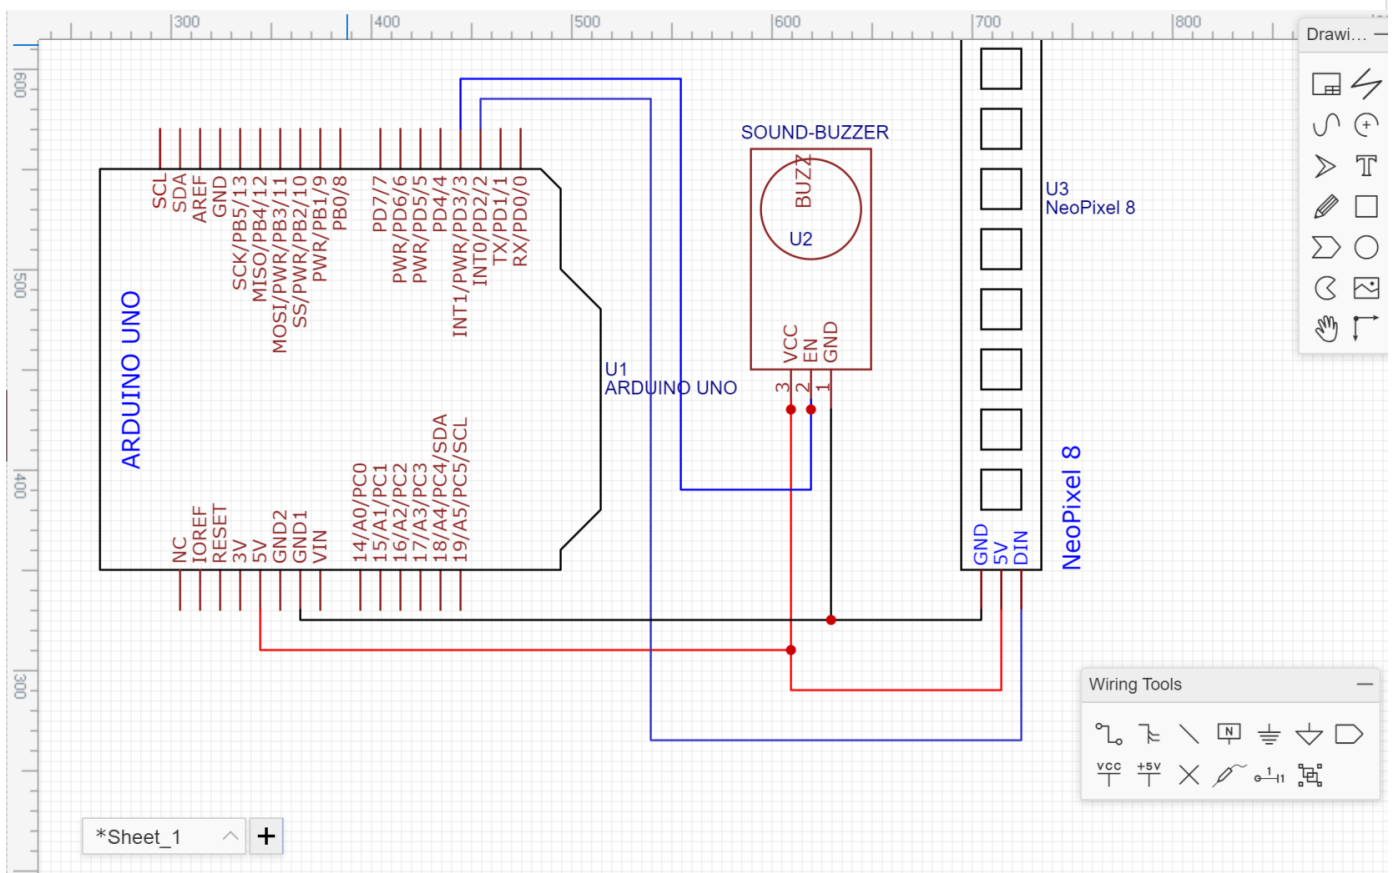 300
400
500
600
700
800
Drawi...
600
500
400
300
SCL
SDA
AREF
GND
SCK/PB5/13
MISO/PB4/12
MOSI/PWR/PB3/11
SS/PWR/PB2/10
PWR/PB1/9
PB0/8
PD7/7
PWR/PD6/6
PWR/PD5/5
PD4/4
INT1/PWR/PD3/3
INT0/PD2/2
TX/PD1/1
RX/PD0/0
ARDUINO UNO
U1
ARDUINO UNO
NC
IOREF
RESET
3V
5V
GND2
GND1
VIN
14/A0/PC0
15/A1/PC1
16/A2/PC2
17/A3/PC3
18/A4/PC4/SDA
19/A5/PC5/SCL
SOUND-BUZZER
BUZZ
U2
VCC
EN
GND
3
2
1
U3
NeoPixel 8
NeoPixel 8
GND
5V
DIN
T
Wiring Tools
N
VCC
+5V
1
1
*Sheet_1